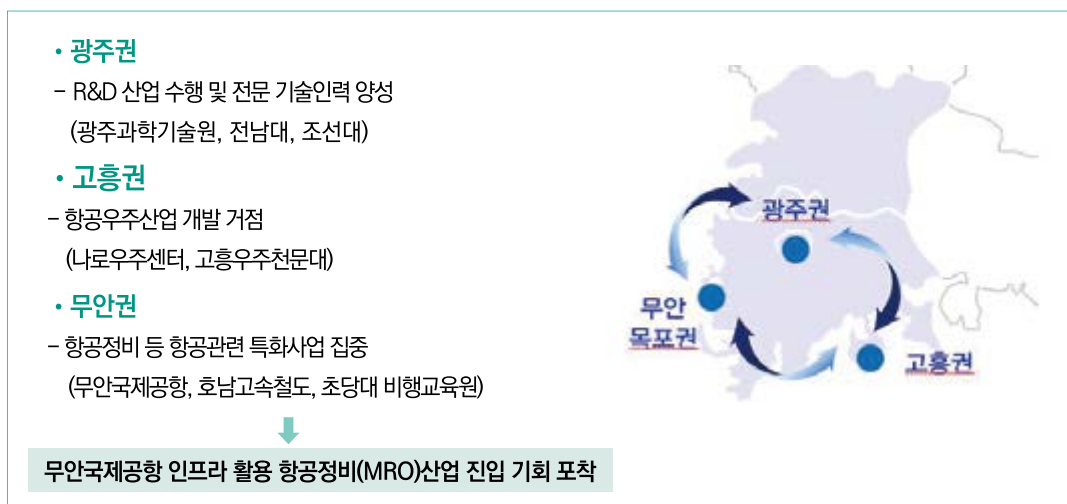 • 광주권
- R&D 산업 수행 및 전문 기술인력 양성
(광주과학기술원, 전남대, 조선대)
• 고흥권
- 항공우주산업 개발 거점
(나로우주센터, 고흥우주천문대)
• 무안권
- 항공정비 등 항공관련 특화사업 집중
(무안국제공항, 호남고속철도, 초당대 비행교육원)
무안국제공항 인프라 활용 항공정비(MRO)산업 진입 기회 포착
광주권
무안
목포권
고흥권